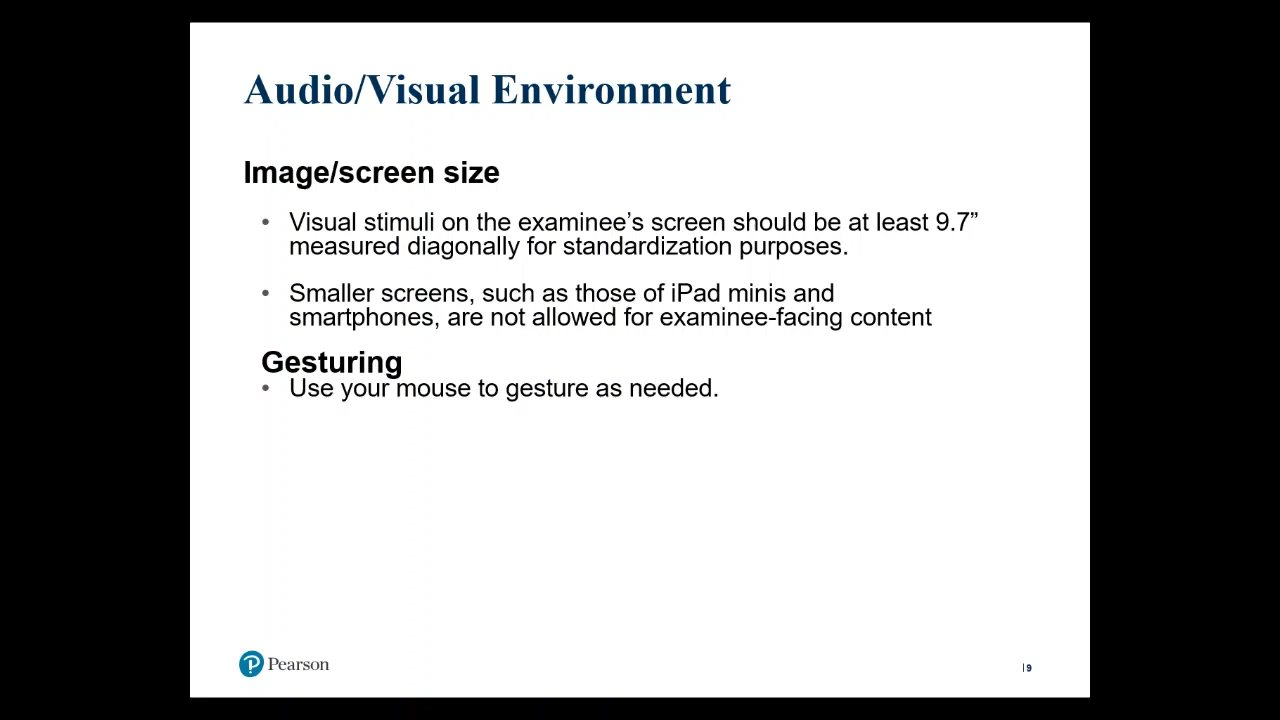 Audio/Visual Environment
Image/screen size
• Visual stimuli on the examinee’s screen should be at least 9.7”
measured diagonally for standardization purposes.
• Smaller screens, such as those of iPad minis and
smartphones, are not allowed for examinee-facing content
Gesturing
• Use your mouse to gesture as needed.
Pearson
| 9